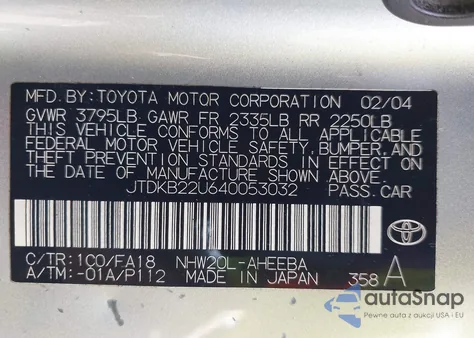 MFD. BY: TOYOTA MOTOR CORPORATION 02/04
GVWR 3795LB GAWR FR 2335LB RR 2250LB
THIS VEHICLE CONFORMS TO ALL APPLICABLE
FEDERAL MOTOR VEHICLE SAFETY, BUMPER, AND
THEFT PREVENTION STANDARDS IN EFFECT ON
THE DATE OF MANUFACTURE SHOWN ABOVE.
JTDKB22U640053032 PASS. CAR
TOYOTA
C/TR: 1C0/FA18 NHW20L-AHEEBA
A/TM: -01A/P112 MADE IN JAPAN 358 A
autaSnap
Pewne auta z aukcji USA i EU